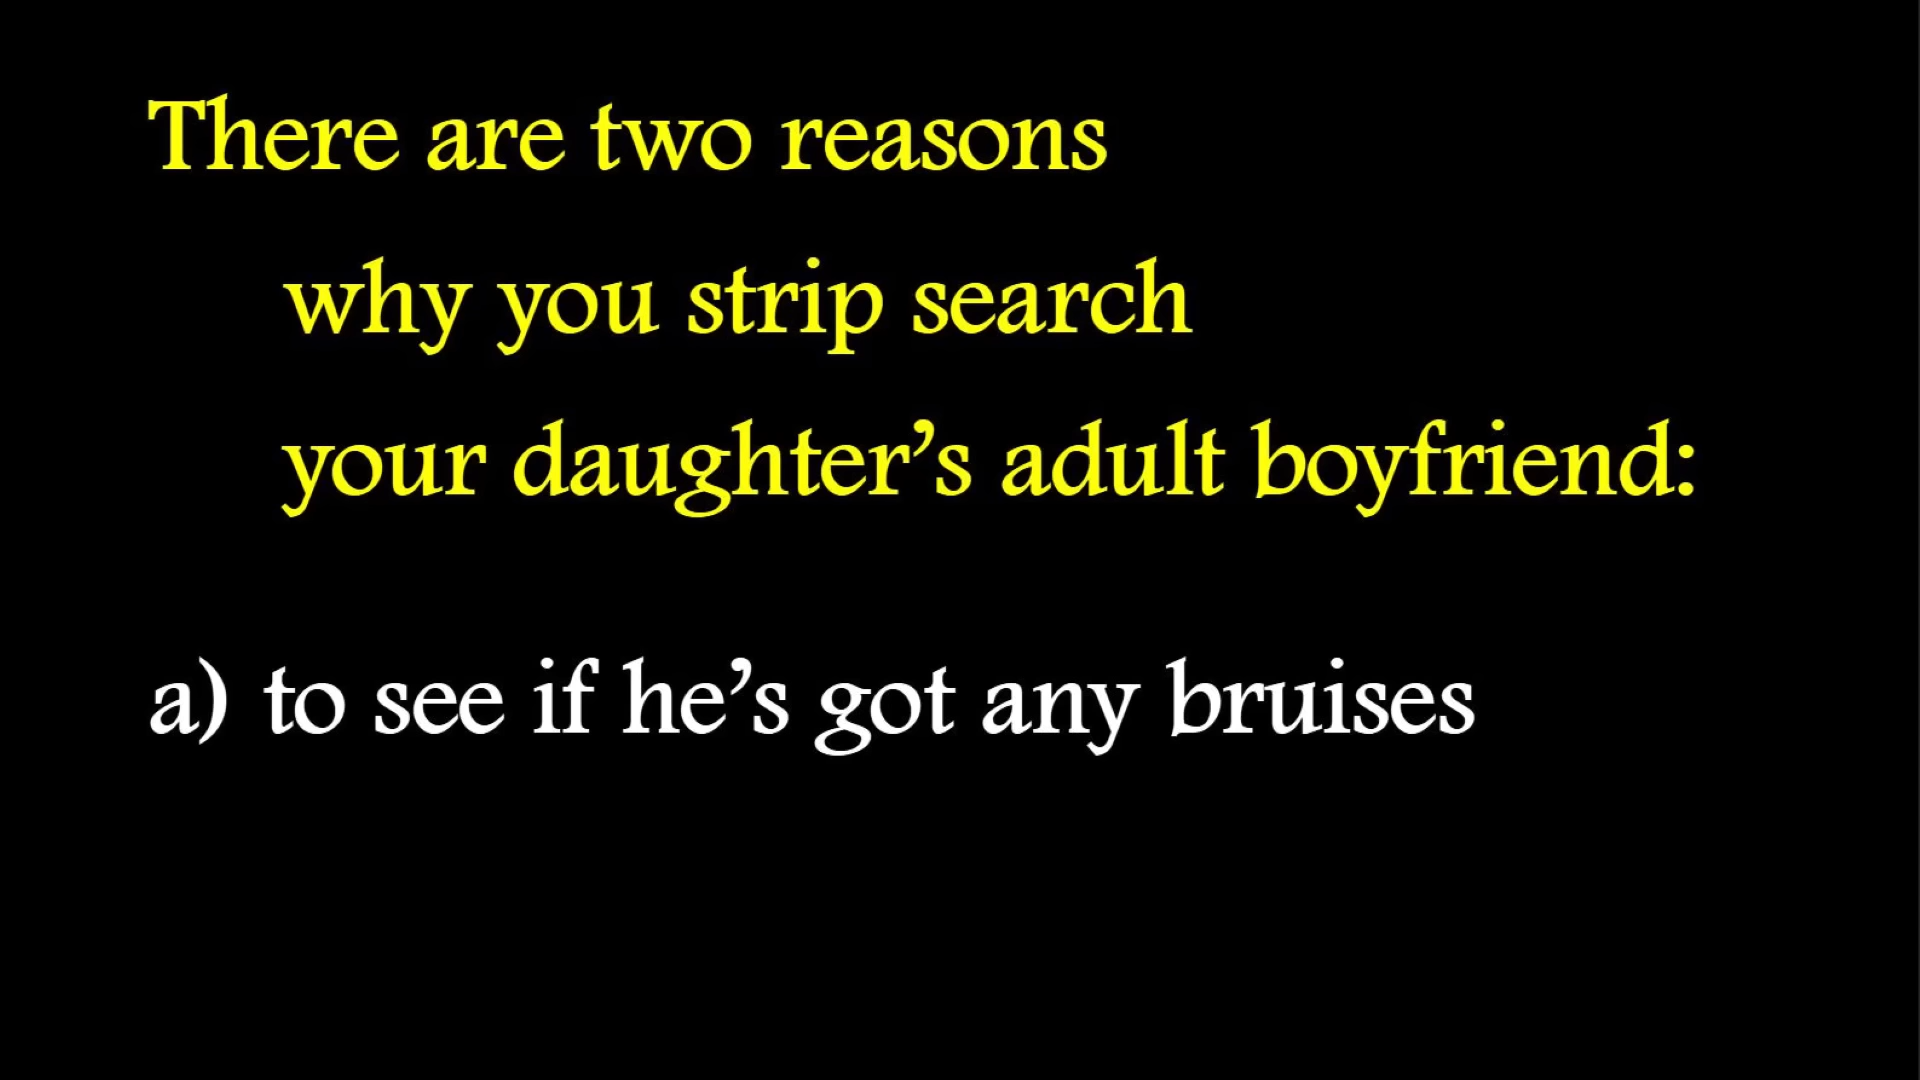 There are two reasons
why you strip search
your daughter’s adult boyfriend:
a) to see if he’s got any bruises